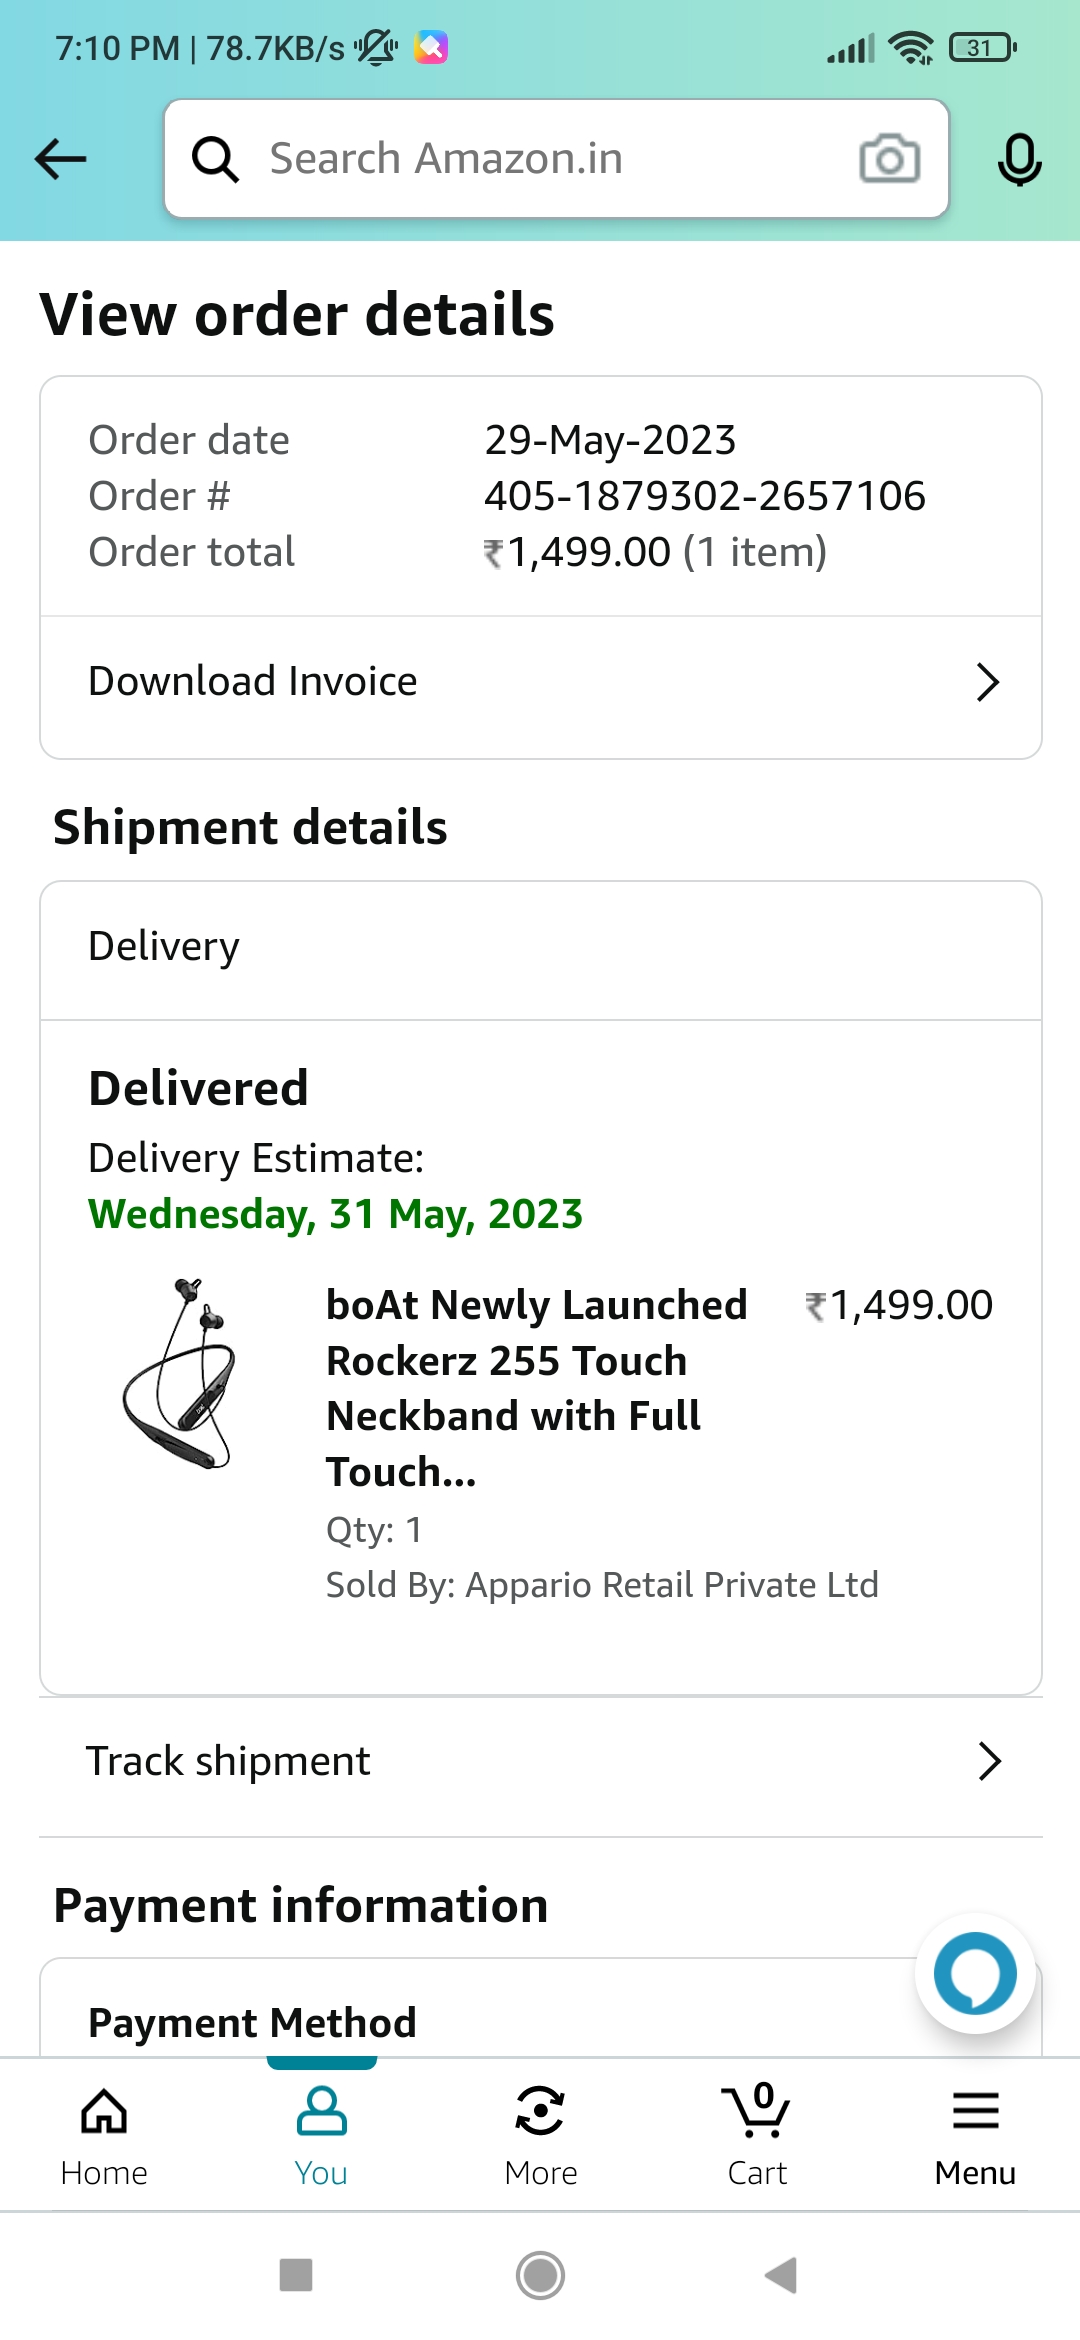 7:10 PM | 78.7KB/s
31
Search Amazon.in
View order details
Order date 29-May-2023
Order # 405-1879302-2657106
Order total ₹1,499.00 (1 item)
Download Invoice
Shipment details
Delivery
Delivered
Delivery Estimate:
Wednesday, 31 May, 2023
boAt Newly Launched ₹1,499.00
Rockerz 255 Touch
Neckband with Full
Touch...
Qty: 1
Sold By: Appario Retail Private Ltd
Track shipment
Payment information
Payment Method
0
Home You More Cart Menu